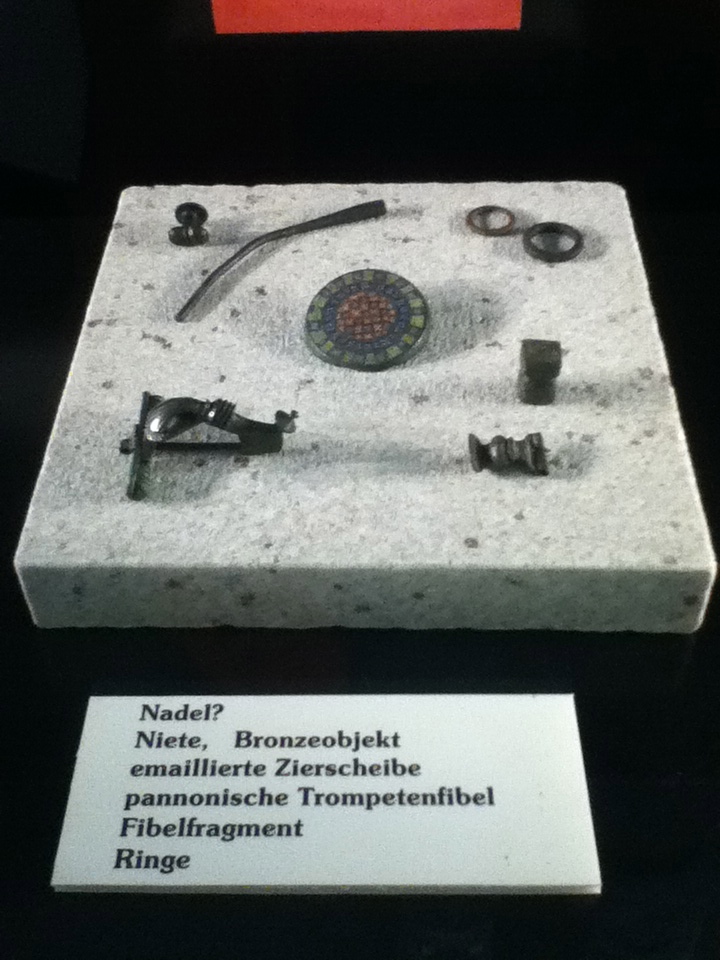 Nadel?
Niete, Bronzeobjekt
emaillierte Zierscheibe
pannonische Trompetenfibel
Fibelfragment
Ringe